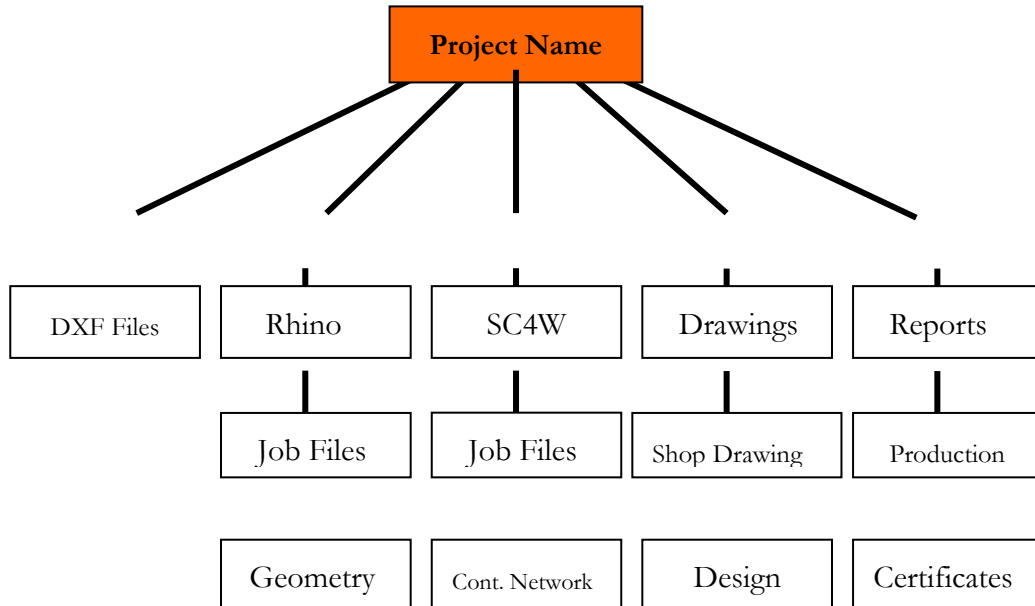 Project Name
DXF Files
Rhino
SC4W
Drawings
Reports
Job Files
Job Files
Shop Drawing
Production
Geometry
Cont. Network
Design
Certificates